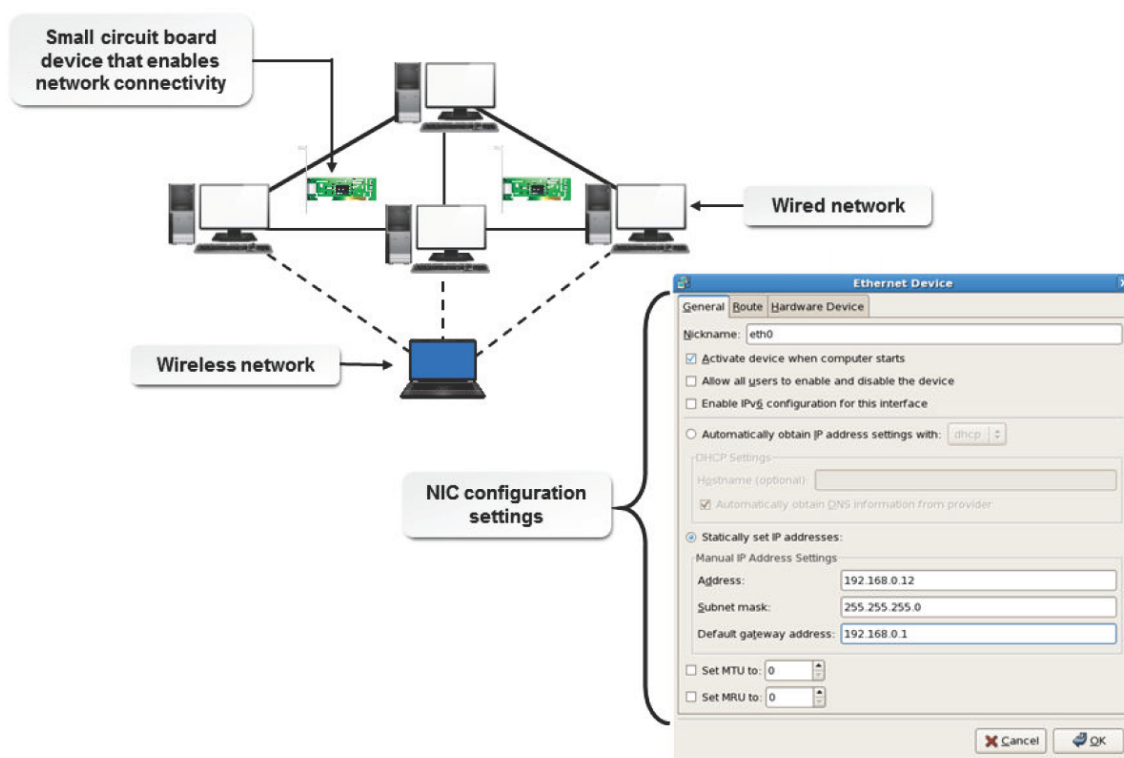 Small circuit board
device that enables
network connectivity
Wired network
Wireless network
NIC configuration
settings
Ethernet Device
General Route Hardware Device
Nickname: eth0
Activate device when computer starts
Allow all users to enable and disable the device
Enable IPv6 configuration for this interface
Automatically obtain IP address settings with: dhcp
DHCP Settings
Hostname (optional):
Automatically obtain DNS information from provider
Statically set IP addresses:
Manual IP Address Settings
Address: 192.168.0.12
Subnet mask: 255.255.255.0
Default gateway address: 192.168.0.1
Set MTU to: 0
Set MRU to: 0
Cancel OK